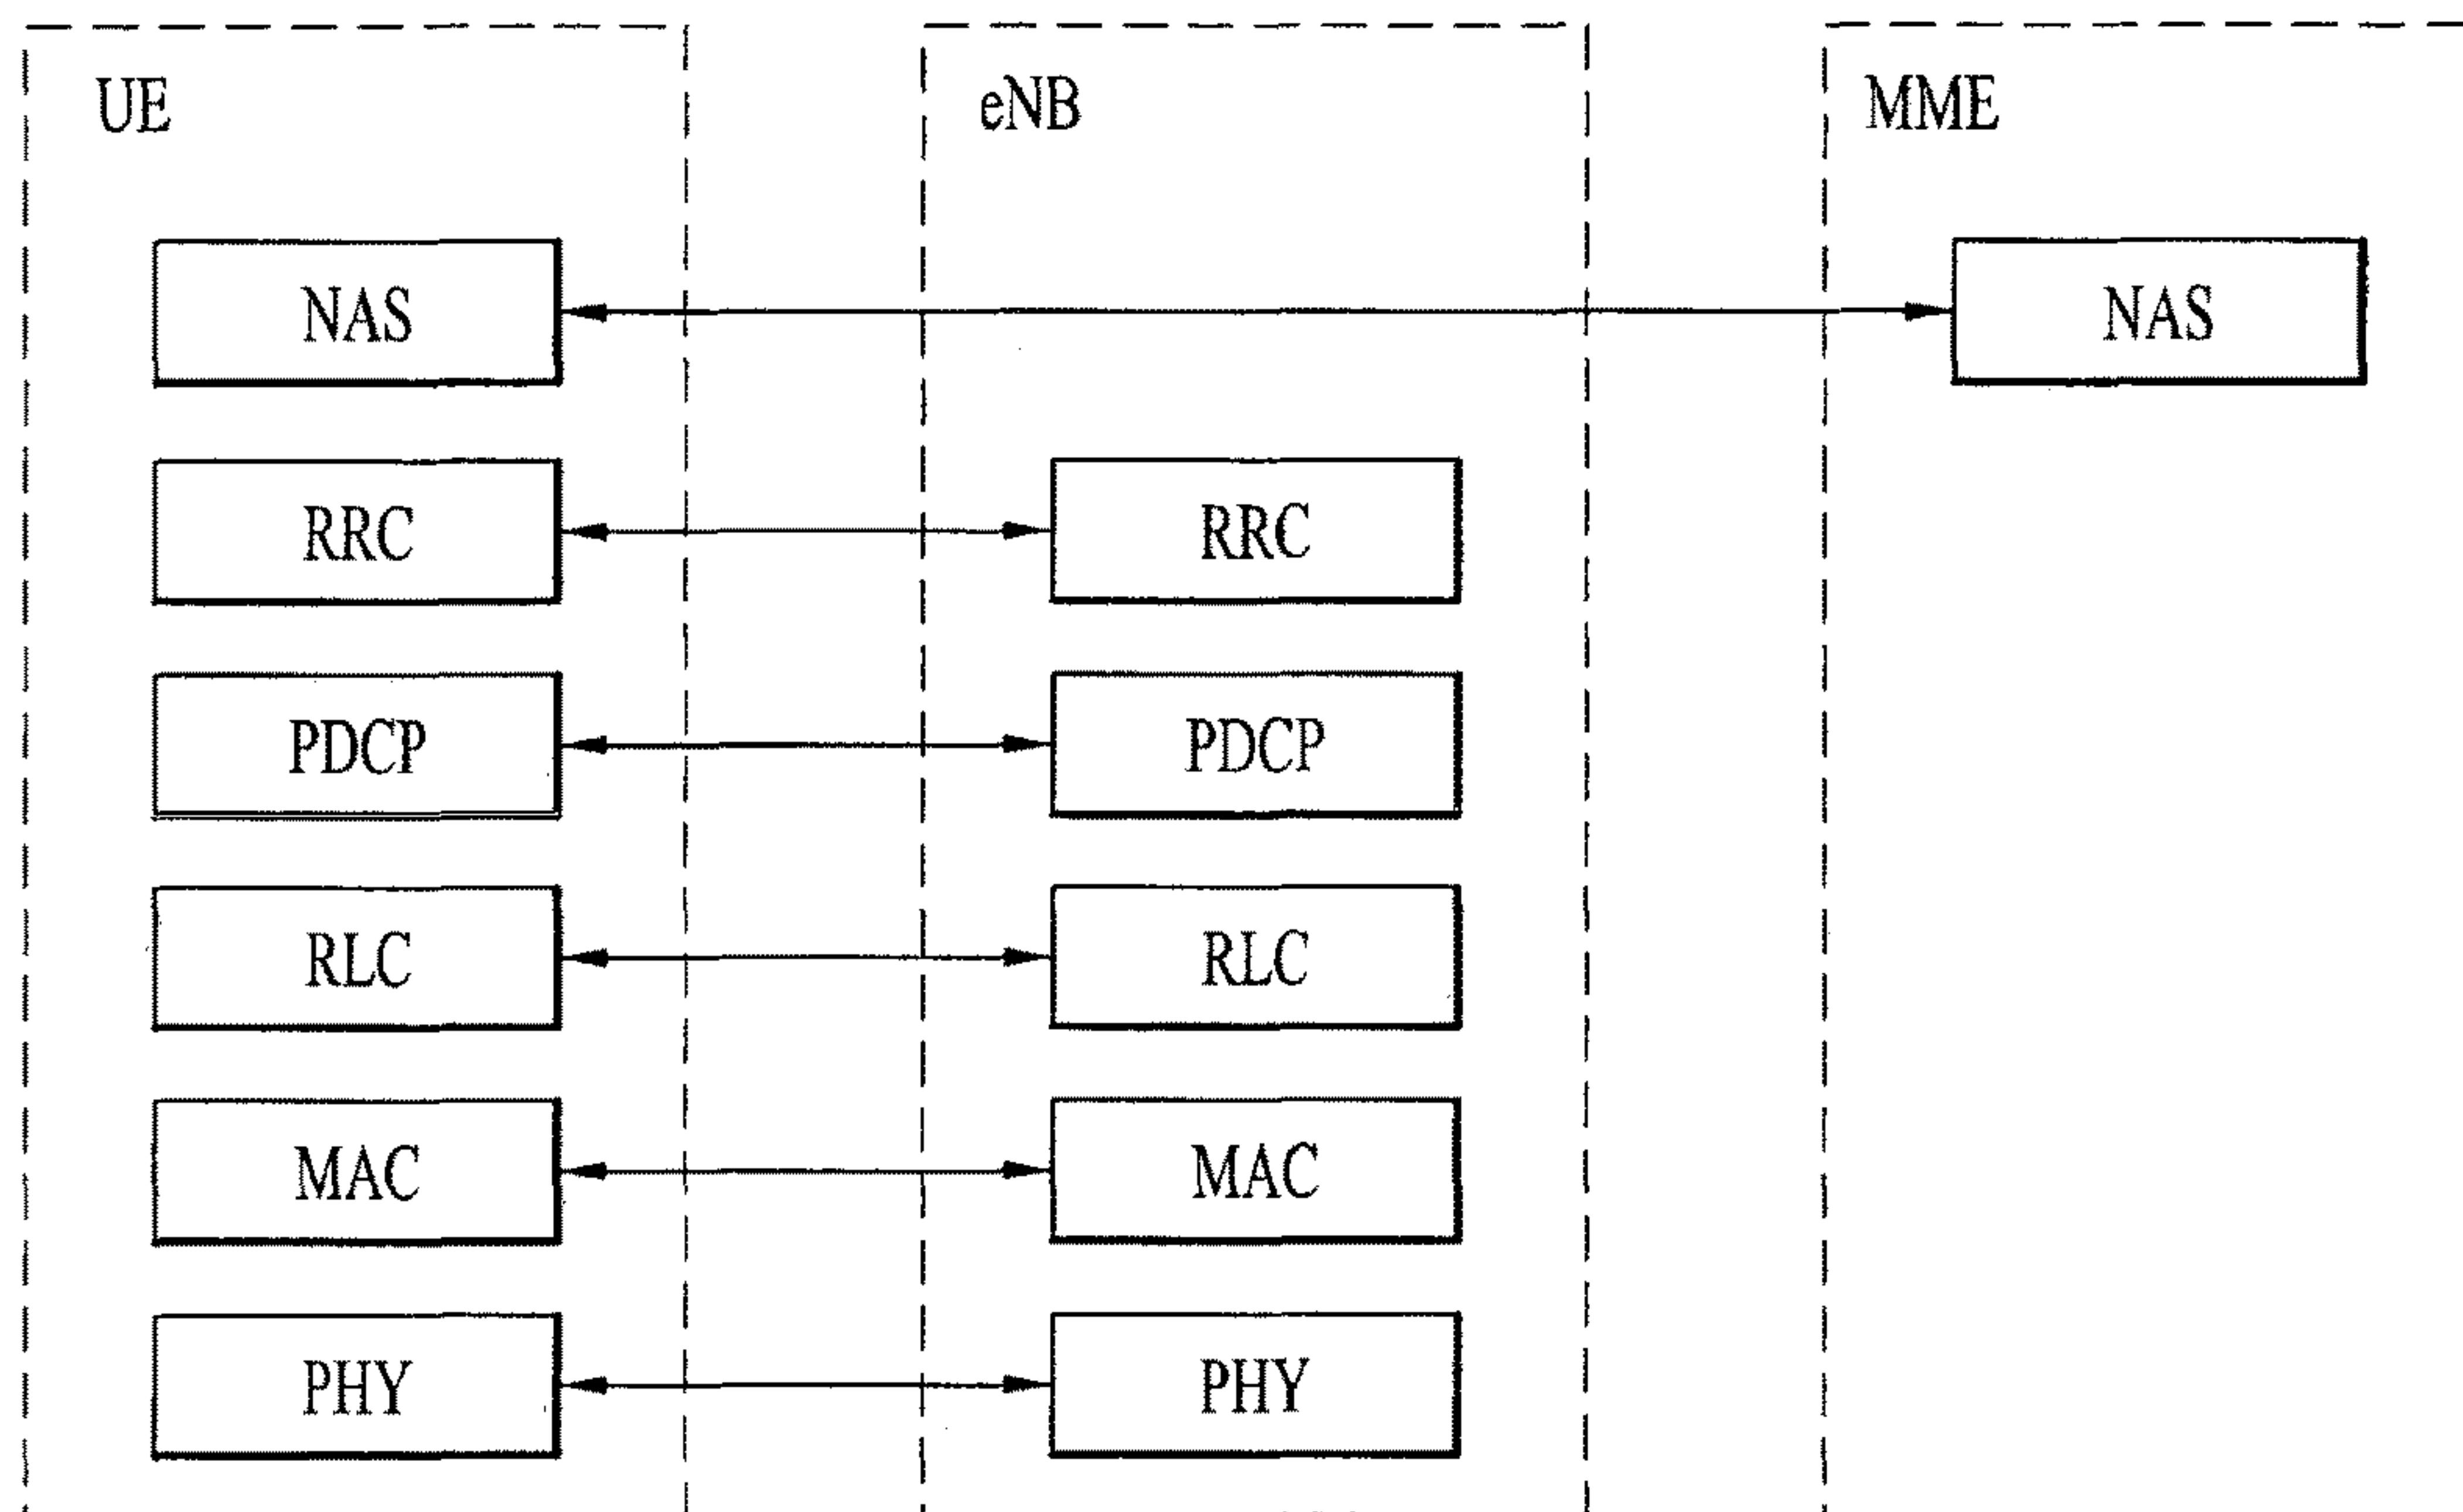 UE eNB MME
NAS NAS
RRC RRC
PDCP PDCP
RLC RLC
MAC MAC
PHY PHY